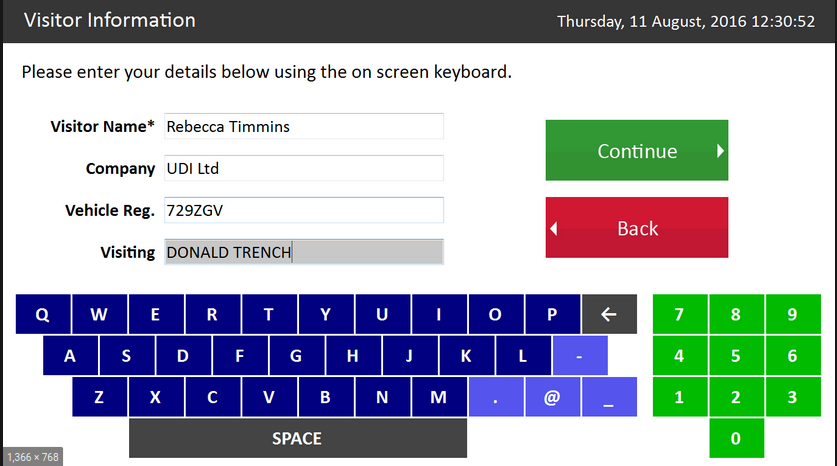 Visitor Information
Thursday, 11 August, 2016 12:30:52
Please enter your details below using the on screen keyboard.
Visitor Name* Rebecca Timmins
Company UDI Ltd
Vehicle Reg. 729ZGV
Visiting DONALD TRENCH
Continue
Back
Q W E R T Y U I O P ← 7 8 9
A S D F G H J K L - 4 5 6
Z X C V B N M . @ _ 1 2 3
SPACE 0
1,366 × 768